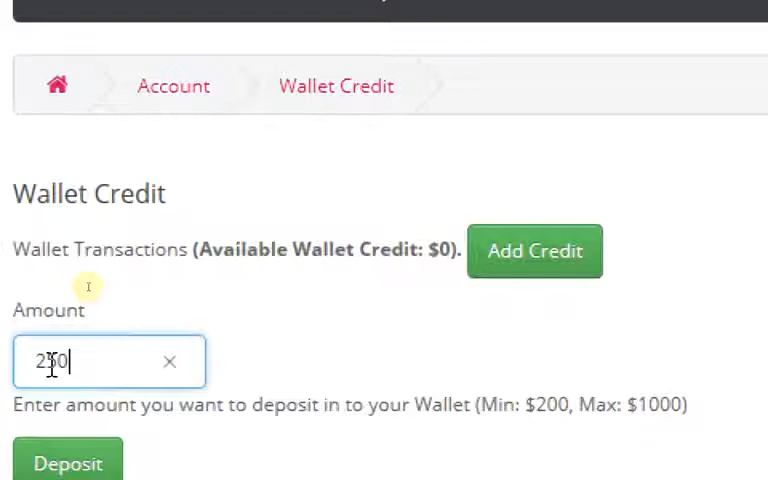 Account
Wallet Credit
Wallet Credit
Wallet Transactions (Available Wallet Credit: $0). Add Credit
Amount
250
Enter amount you want to deposit in to your Wallet (Min: $200, Max: $1000)
Deposit